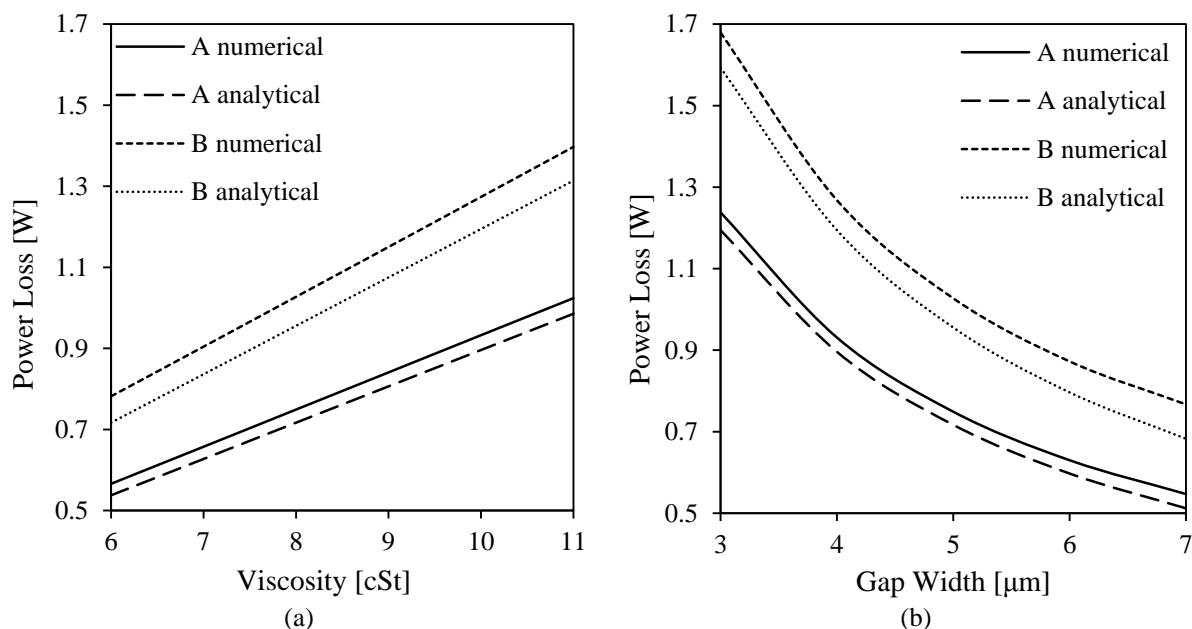 Power Loss [W]
1.7
1.5
1.3
1.1
0.9
0.7
0.5
A numerical
A analytical
B numerical
B analytical
6 7 8 9 10 11
Viscosity [cSt]
(a)
Power Loss [W]
1.7
1.5
1.3
1.1
0.9
0.7
0.5
A numerical
A analytical
B numerical
B analytical
3 4 5 6 7
Gap Width [μm]
(b)